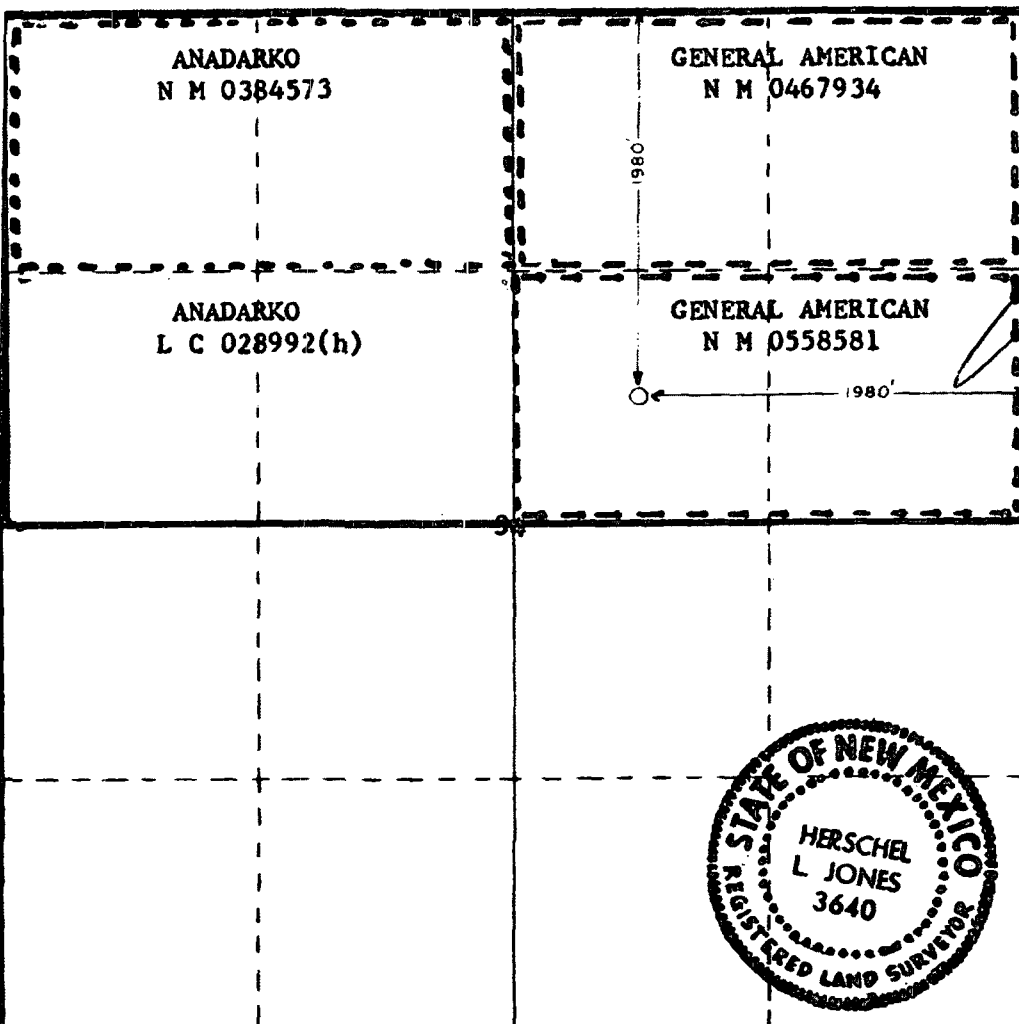 ANADARKO
N M 0384573
GENERAL AMERICAN
N M 0467934
1980'
ANADARKO
L C 028992(h)
GENERAL AMERICAN
N M 0558581
1980'
34
STATE OF NEW MEXICO
HERSCHEL
L JONES
3640
REGISTERED LAND SURVEYOR